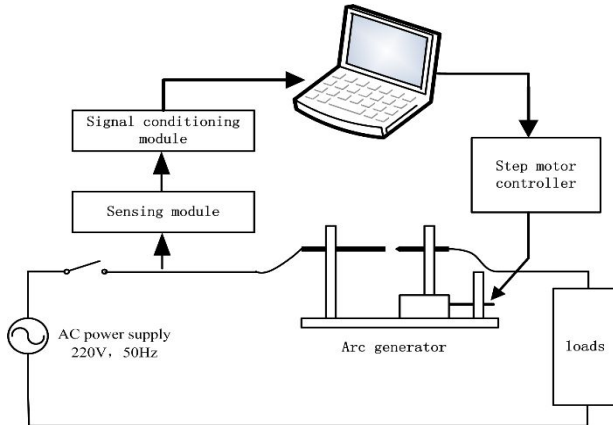 Signal conditioning
module
Step motor
controller
Sensing module
AC power supply
220V，50Hz
Arc generator
loads